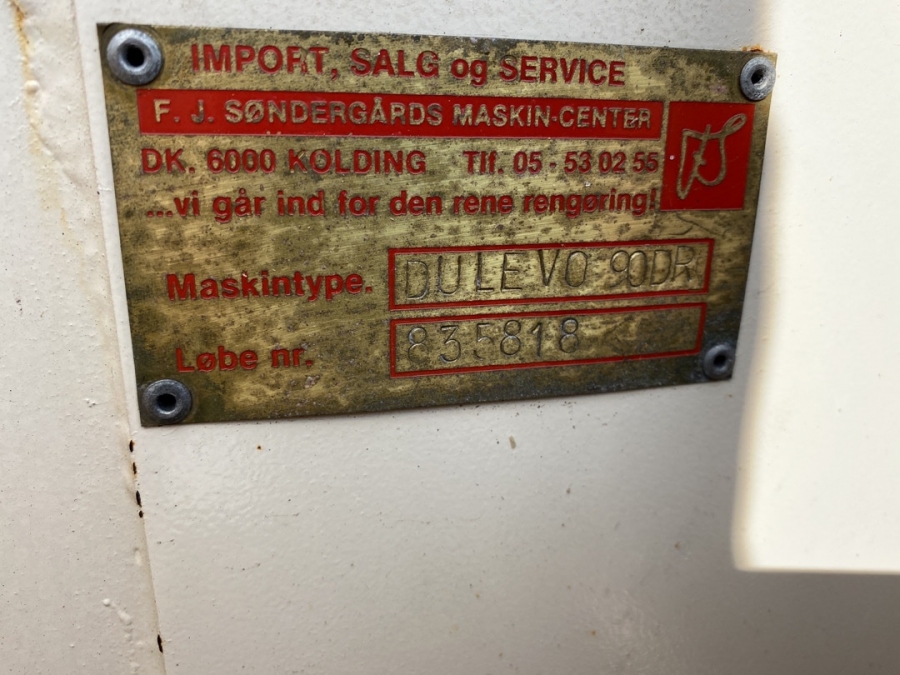 IMPORT, SALG og SERVICE
F. J. SØNDERGÅRDS MASKIN-CENTER
DK. 6000 KOLDING Tlf. 05 - 53 02 55
...vi går ind for den rene rengøring!
Maskintype. DULEVO 90DR
Løbe nr. 835818